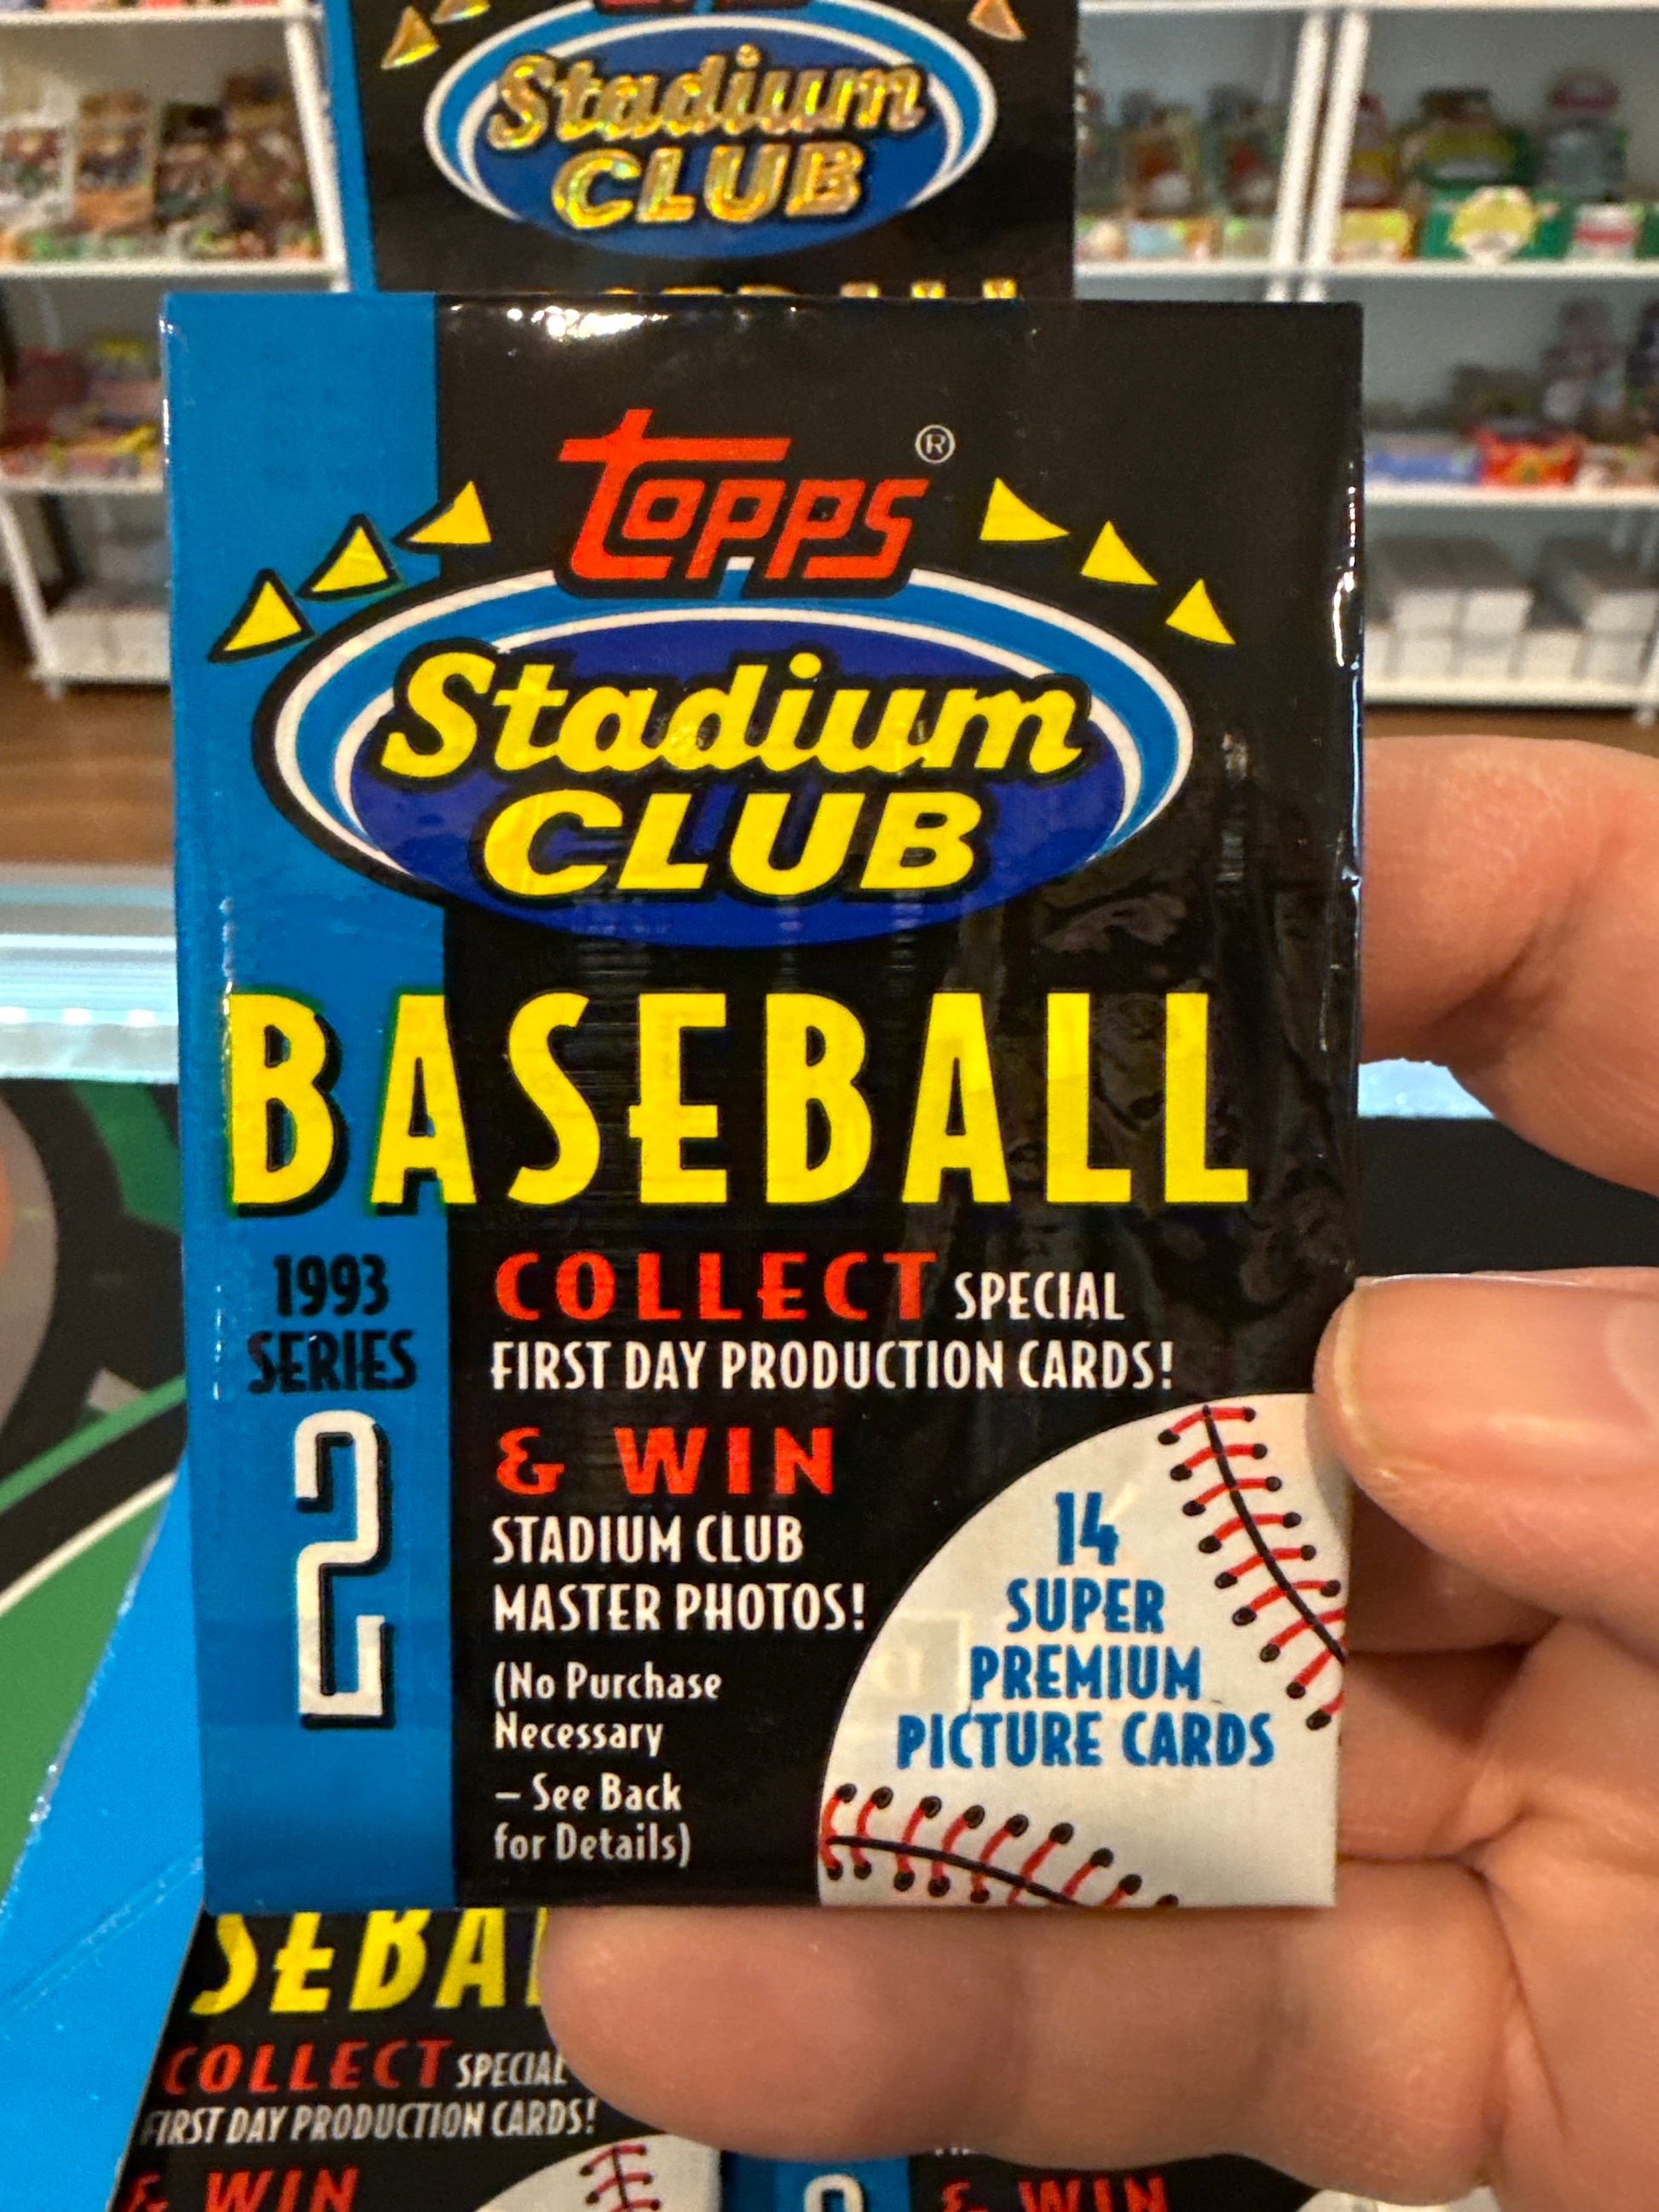 Stadium
CLUB
topps®
Stadium
CLUB
BASEBALL
1993
SERIES
2
COLLECT SPECIAL
FIRST DAY PRODUCTION CARDS!
& WIN
STADIUM CLUB
MASTER PHOTOS!
(No Purchase
Necessary
– See Back
for Details)
14
SUPER
PREMIUM
PICTURE CARDS
SEBA
COLLECT SPECIAL
FIRST DAY PRODUCTION CARDS!
& WIN
& WIN